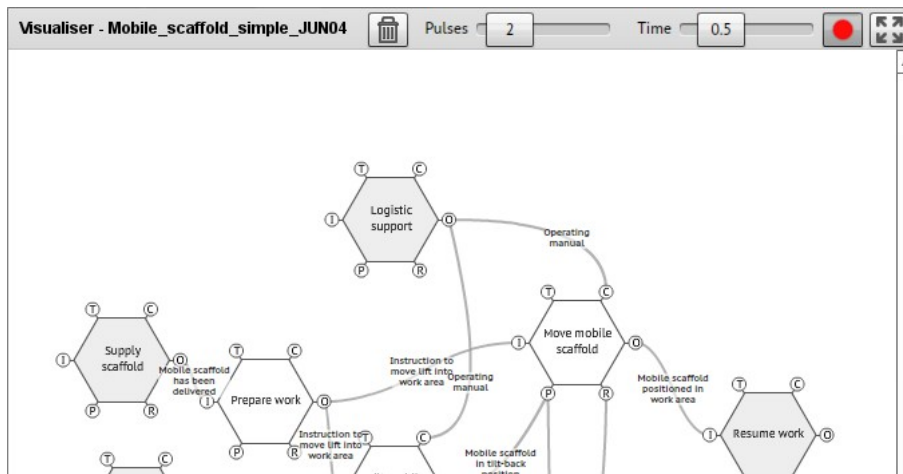 Visualiser - Mobile_scaffold_simple_JUN04
Pulses
2
Time
0.5
T
C
Logistic
support
I
O
P
R
Operating
manual
T
C
Move mobile
scaffold
I
O
P
R
T
C
Supply
scaffold
I
O
P
R
Mobile scaffold
has been
delivered
T
C
Prepare work
I
O
P
R
Instruction to
move lift into
work area
Operating
manual
Mobile scaffold
positioned in
work area
T
C
Resume work
I
O
Instruction to
move lift into
work area
T
C
Mobile scaffold
in tilt-back
position
T
C